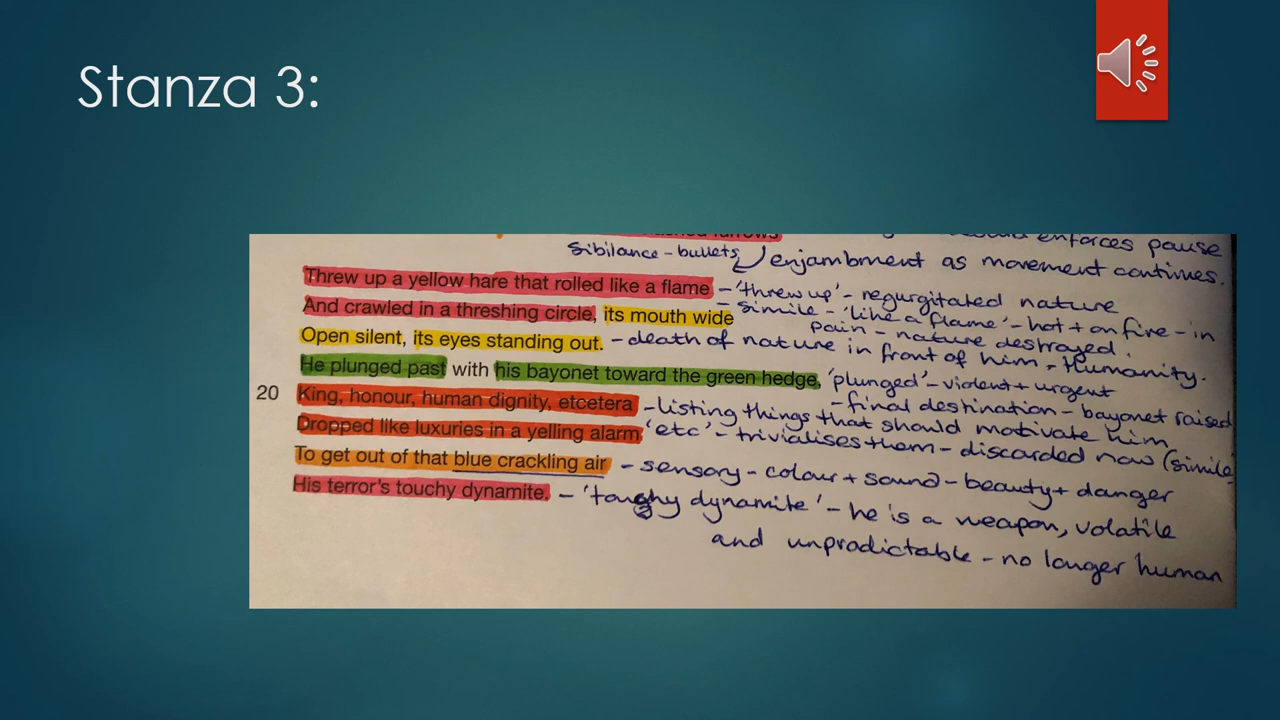 Stanza 3:
enforces pause
Sibilance - bullets enjambment as movement continues.
Threw up a yellow hare that rolled like a flame - 'threw up' - regurgitated nature
And crawled in a threshing circle, its mouth wide - simile - 'like a flame' - hot + on fire - in
pain - nature destroyed.
Open silent, its eyes standing out. - death of nature in front of him + Humanity.
He plunged past with his bayonet toward the green hedge, 'plunged' - violent + urgent
- final destination - bayonet raised
20 King, honour, human dignity, etcetera - listing things that should motivate him
Dropped like luxuries in a yelling alarm 'etc' - trivialises them - discarded now (simile
To get out of that blue crackling air - sensory - colour + sound - beauty + danger
His terror's touchy dynamite. - 'toughy dynamite' - he is a weapon, volatile
and unpradictable - no longer human